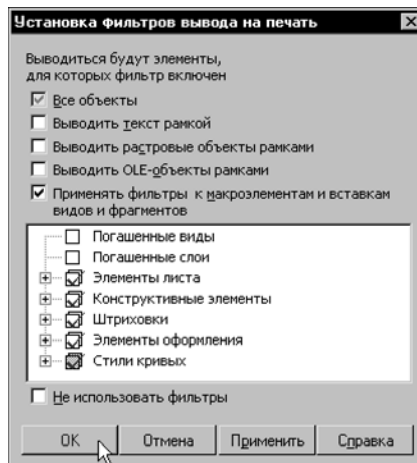 Установка фильтров вывода на печать
Выводиться будут элементы,
для которых фильтр включен
Все объекты
Выводить текст рамкой
Выводить растровые объекты рамками
Выводить OLE-объекты рамками
Применять фильтры к макроэлементам и вставкам
видов и фрагментов
Погашенные виды
Погашенные слои
Элементы листа
Конструктивные элементы
Штриховки
Элементы оформления
Стили кривых
Не использовать фильтры
OK Отмена Применить Справка